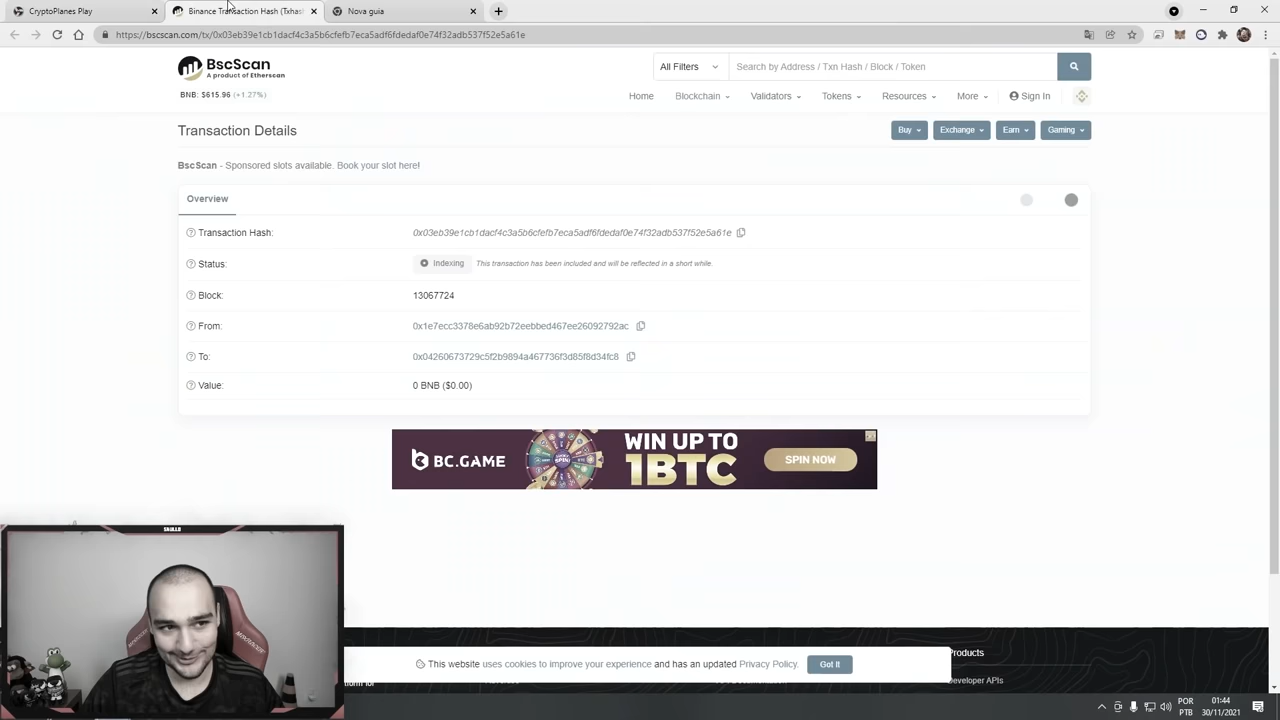 CryptoPlanes Play
Binance Transaction Hash (Txhas
Nova guia
https://bscscan.com/tx/0x03eb39e1cb1dacf4c3a5b6cfefb7eca5adf6fdedaf0e74f32adb537f52e5a61e
BscScan
A product of Etherscan
All Filters
Search by Address / Txn Hash / Block / Token
BNB: $615.96 (+1.27%)
Home
Blockchain
Validators
Tokens
Resources
More
Sign In
Transaction Details
Buy
Exchange
Earn
Gaming
BscScan - Sponsored slots available. Book your slot here!
Overview
Transaction Hash:
0x03eb39e1cb1dacf4c3a5b6cfefb7eca5adf6fdedaf0e74f32adb537f52e5a61e
Status:
Indexing
This transaction has been included and will be reflected in a short while.
Block:
13067724
From:
0x1e7ecc3378e6ab92b72eebbed467ee26092792ac
To:
0x04260673729c5f2b9894a467736f3d85f8d34fc8
Value:
0 BNB ($0.00)
BC.GAME
WIN UP TO
1BTC
SPIN NOW
Products
This website uses cookies to improve your experience and has an updated Privacy Policy.
Got It
Developer APIs
POR
PTB
01:44
30/11/2021